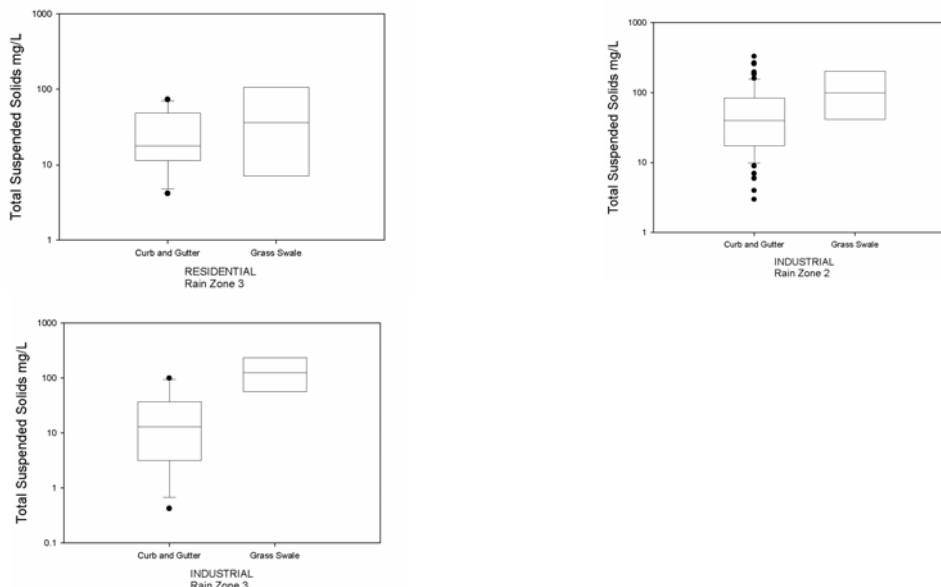 Total Suspended Solids mg/L
1000
100
10
1
Curb and Gutter Grass Swale
RESIDENTIAL
Rain Zone 3
Total Suspended Solids mg/L
1000
100
10
1
Curb and Gutter Grass Swale
INDUSTRIAL
Rain Zone 2
Total Suspended Solids mg/L
1000
100
10
1
0.1
Curb and Gutter Grass Swale
INDUSTRIAL
Rain Zone 3